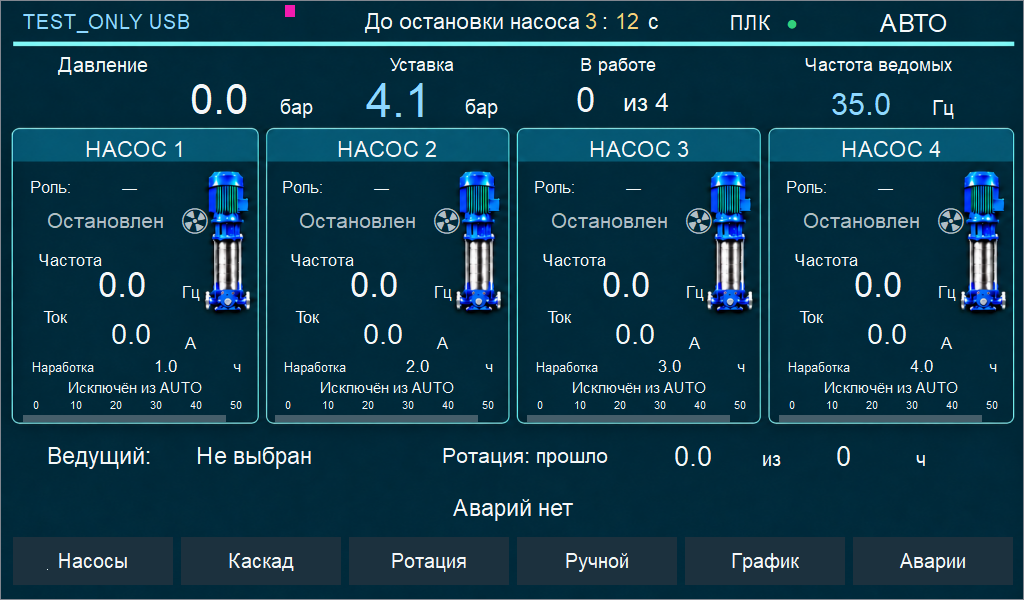 TEST_ONLY USB До остановки насоса 3 : 12 с ПЛК АВТО
Давление Уставка В работе Частота ведомых
0.0 бар 4.1 бар 0 из 4 35.0 Гц
НАСОС 1 НАСОС 2 НАСОС 3 НАСОС 4
Роль: — Роль: — Роль: — Роль: —
Остановлен Остановлен Остановлен Остановлен
Частота Частота Частота Частота
0.0 Гц 0.0 Гц 0.0 Гц 0.0 Гц
Ток Ток Ток Ток
0.0 А 0.0 А 0.0 А 0.0 А
Наработка 1.0 ч Наработка 2.0 ч Наработка 3.0 ч Наработка 4.0 ч
Исключён из AUTO Исключён из AUTO Исключён из AUTO Исключён из AUTO
0 10 20 30 40 50 0 10 20 30 40 50 0 10 20 30 40 50 0 10 20 30 40 50
Ведущий: Не выбран Ротация: прошло 0.0 из 0 ч
Аварий нет
Насосы Каскад Ротация Ручной График Аварии